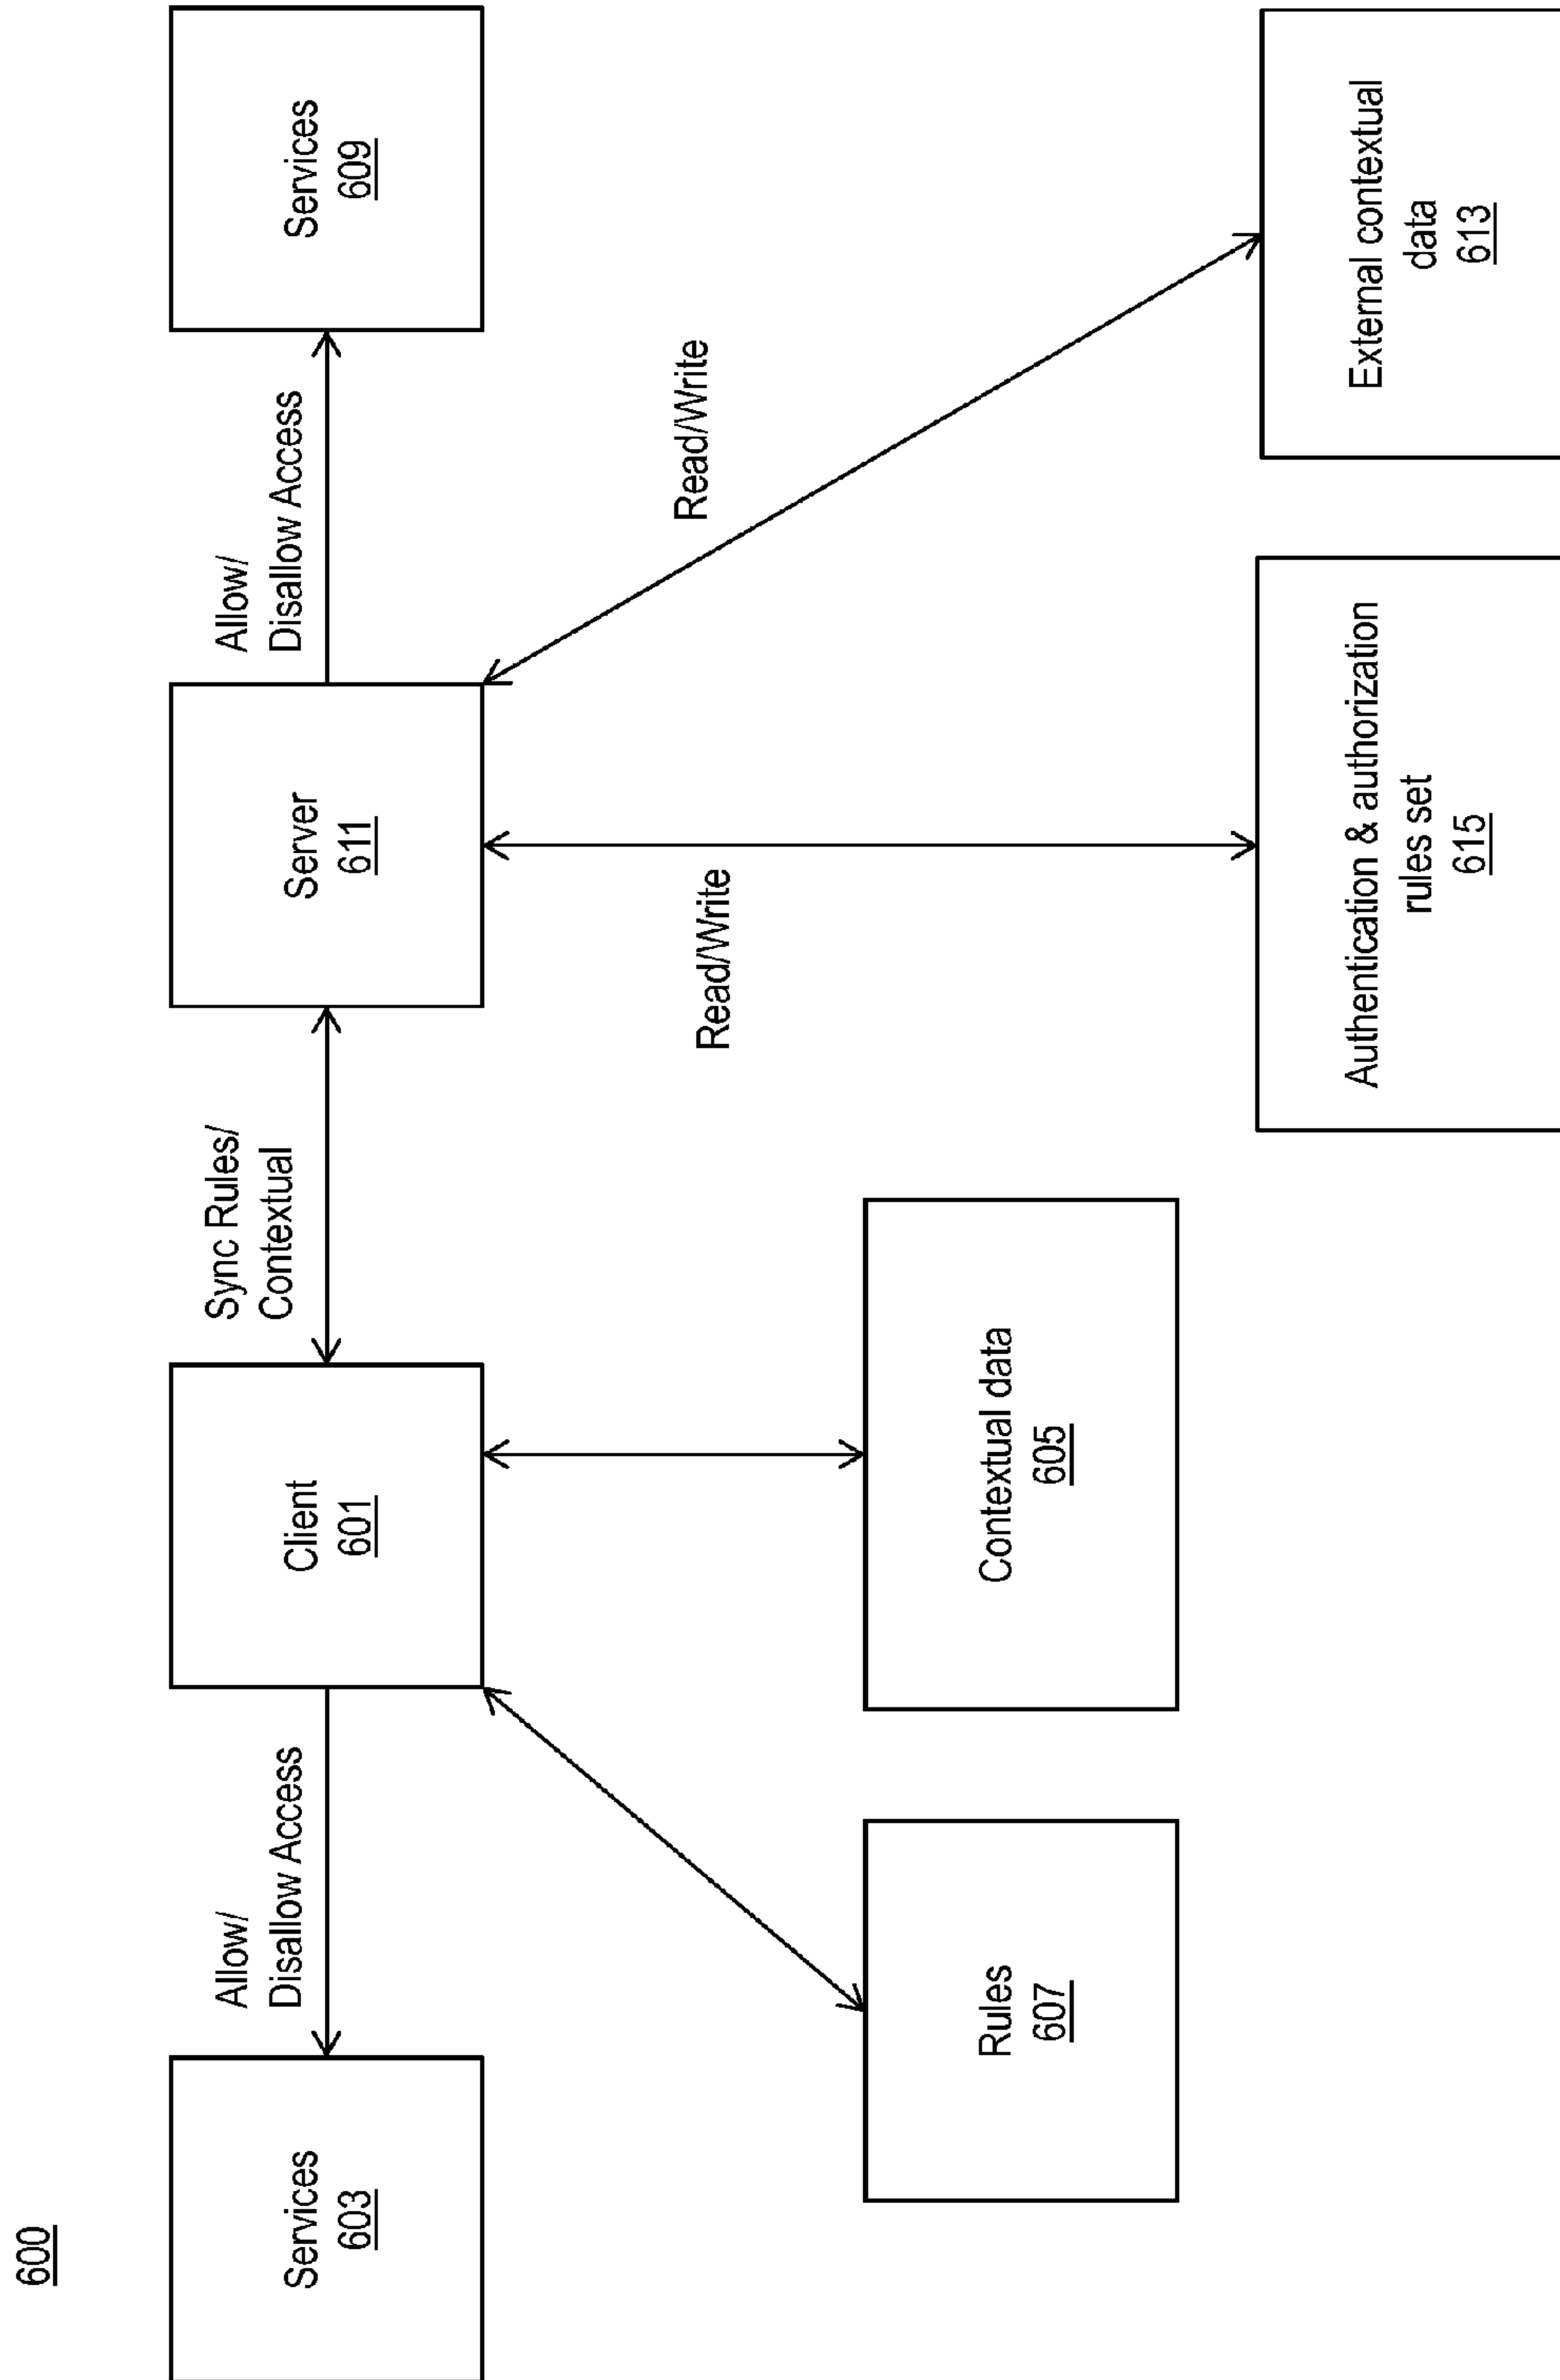 600
Services
603
Allow/
Disallow Access
Client
601
Sync Rules/
Contextual
Server
611
Allow/
Disallow Access
Services
609
Rules
607
Contextual data
605
Read/Write
Read/Write
Authentication & authorization
rules set
615
External contextual
data
613